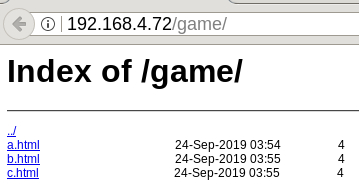 192.168.4.72/game/
Index of /game/
../
a.html 24-Sep-2019 03:54 4
b.html 24-Sep-2019 03:55 4
c.html 24-Sep-2019 03:55 4